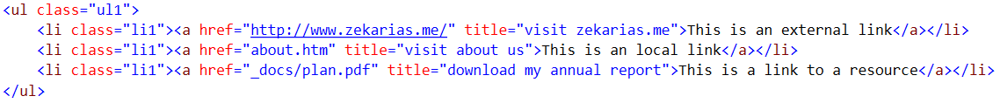 <ul class="ul1">
    <li class="li1"><a href="http://www.zekarias.me/" title="visit zekarias.me">This is an external link</a></li>
    <li class="li1"><a href="about.htm" title="visit about us">This is an local link</a></li>
    <li class="li1"><a href="_docs/plan.pdf" title="download my annual report">This is a link to a resource</a></li>
</ul>